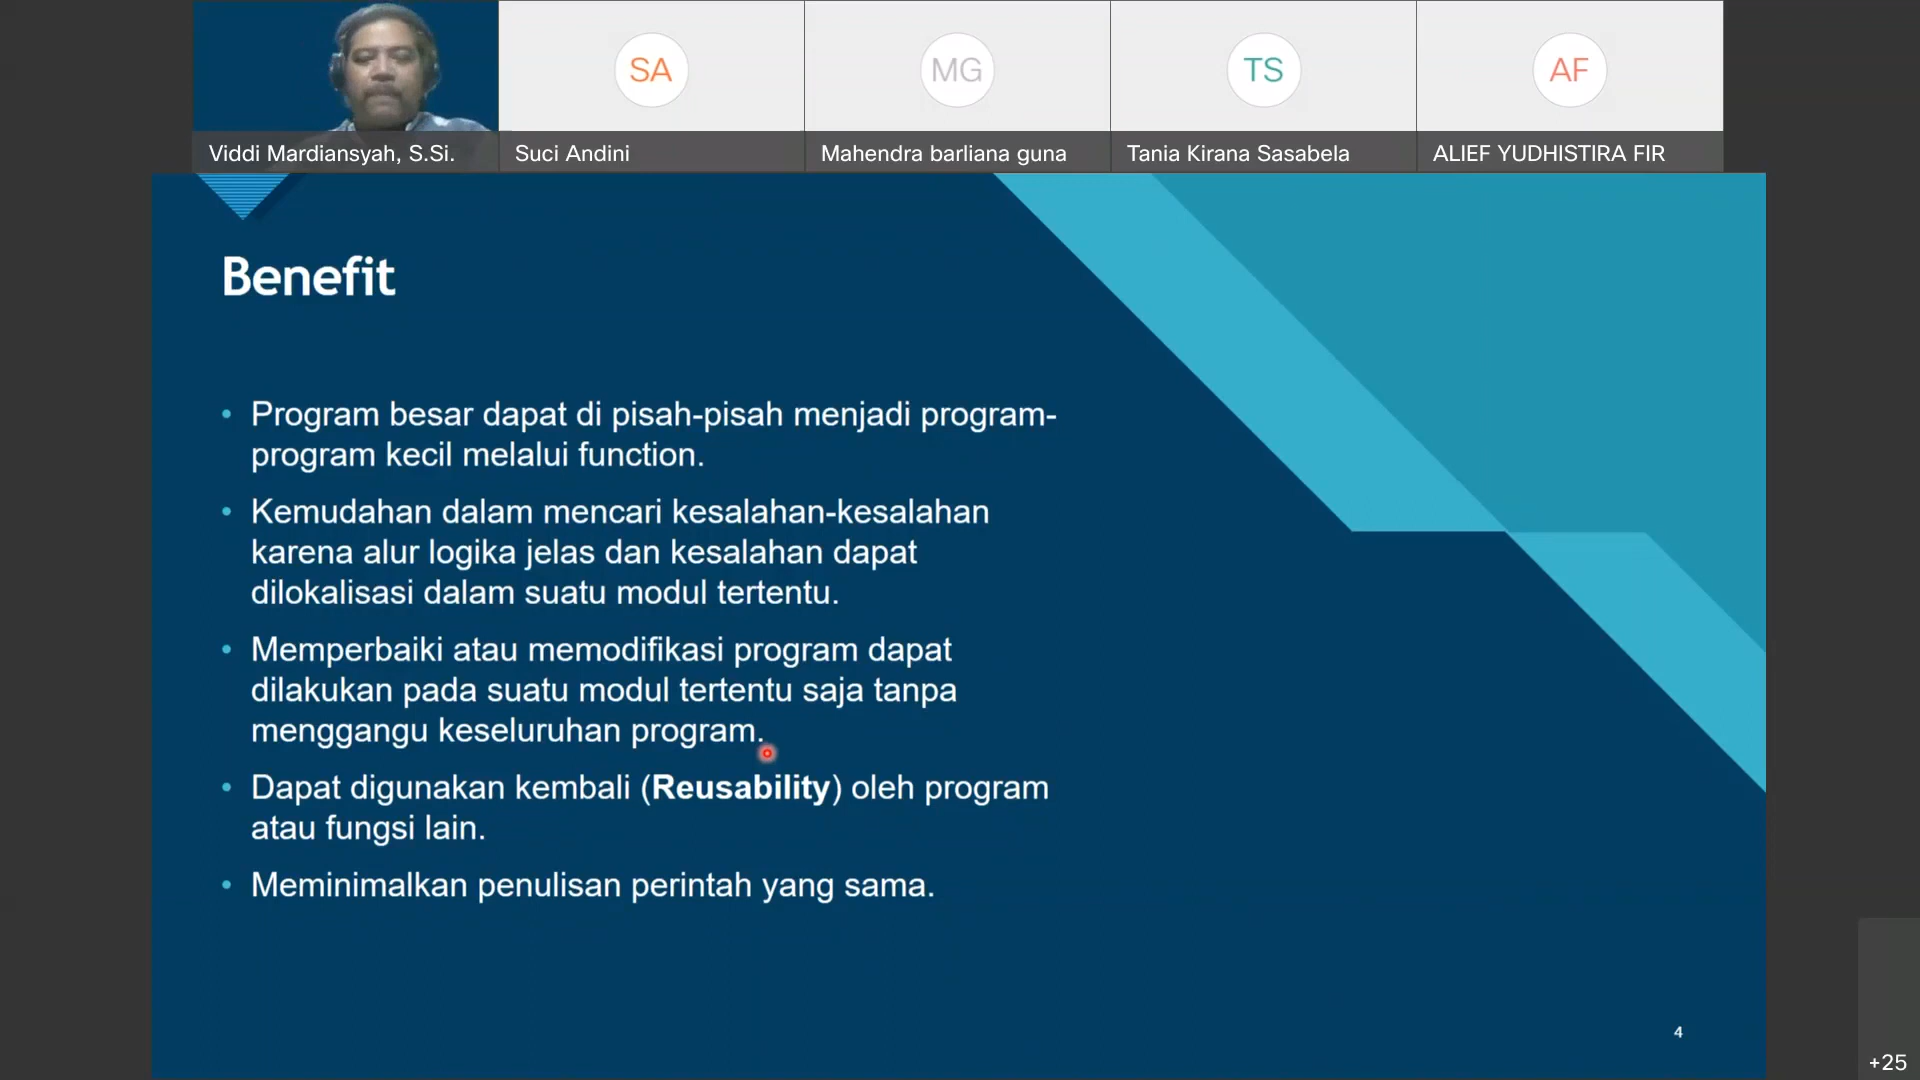 SA
MG
TS
AF
Viddi Mardiansyah, S.Si.
Suci Andini
Mahendra barliana guna
Tania Kirana Sasabela
ALIEF YUDHISTIRA FIR
Benefit
• Program besar dapat di pisah-pisah menjadi program-
program kecil melalui function.
• Kemudahan dalam mencari kesalahan-kesalahan
karena alur logika jelas dan kesalahan dapat
dilokalisasi dalam suatu modul tertentu.
• Memperbaiki atau memodifikasi program dapat
dilakukan pada suatu modul tertentu saja tanpa
menggangu keseluruhan program.
• Dapat digunakan kembali (Reusability) oleh program
atau fungsi lain.
• Meminimalkan penulisan perintah yang sama.
4
+25